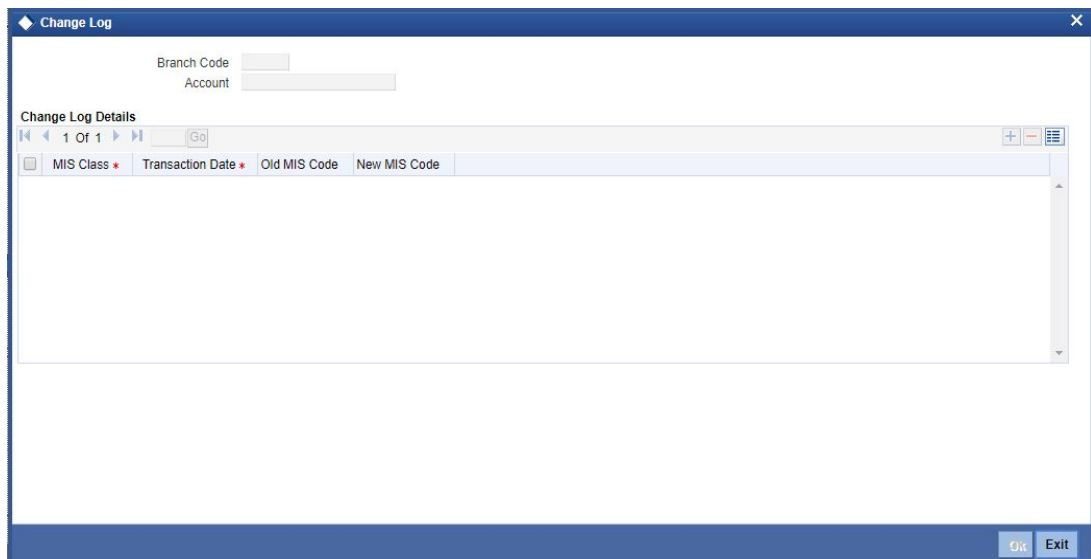 Change Log
Branch Code
Account
Change Log Details
1 Of 1 Go
MIS Class * Transaction Date * Old MIS Code New MIS Code
Ok Exit